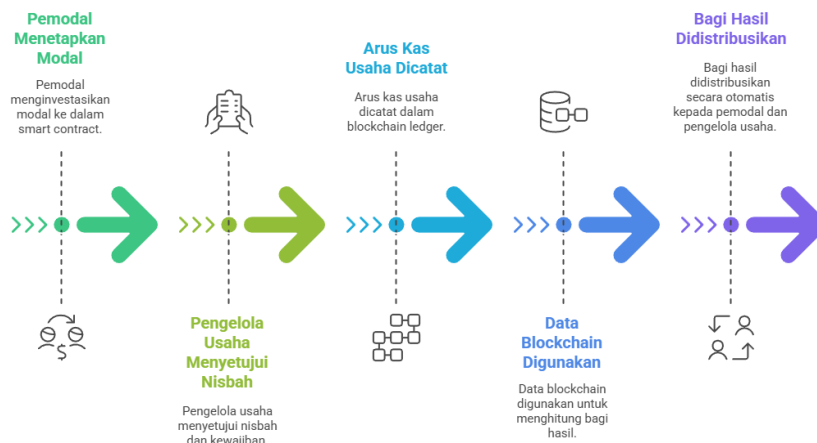 Pemodal
Menetapkan
Modal
Pemodal
menginvestasikan
modal ke dalam
smart contract.
Pengelola
Usaha
Menyetujui
Nisbah
Pengelola usaha
menyetujui nisbah
dan kewajiban
Arus Kas
Usaha Dicatat
Arus kas usaha
dicatat dalam
blockchain ledger.
Data
Blockchain
Digunakan
Data blockchain
digunakan untuk
menghitung bagi
hasil.
Bagi Hasil
Didistribusikan
Bagi hasil
didistribusikan
secara otomatis
kepada pemodal dan
pengelola usaha.
$